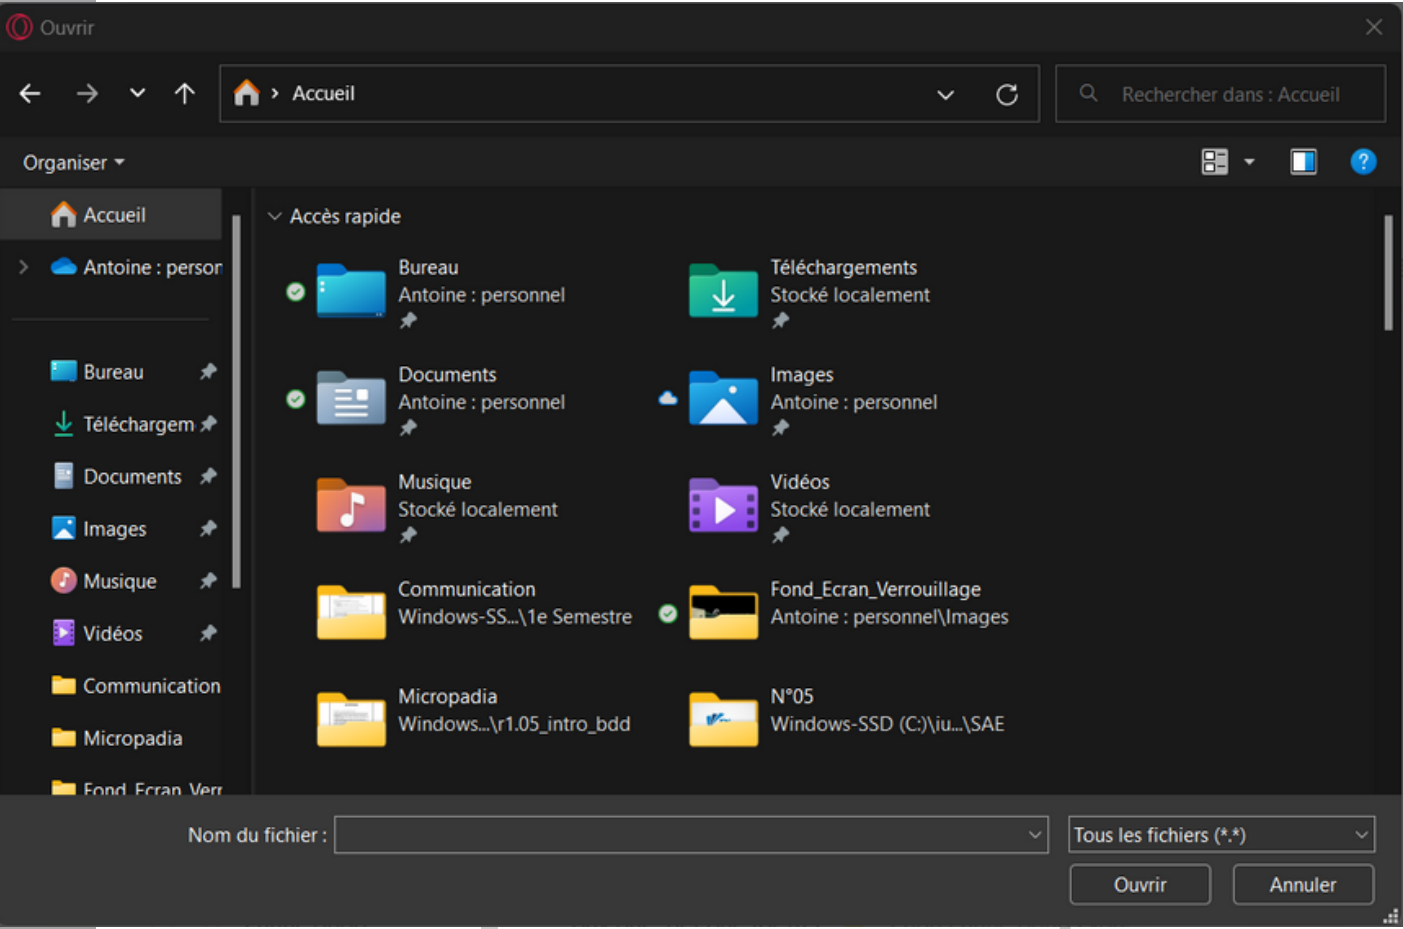 Ouvrir
Accueil
Rechercher dans : Accueil
Organiser
Accueil
Antoine : person
Bureau
Téléchargem
Documents
Images
Musique
Vidéos
Communication
Micropadia
Fond_Ecran_Verr
Accès rapide
Bureau
Antoine : personnel
Téléchargements
Stocké localement
Documents
Antoine : personnel
Images
Antoine : personnel
Musique
Stocké localement
Vidéos
Stocké localement
Communication
Windows-SS...\1e Semestre
Fond_Ecran_Verrouillage
Antoine : personnel\Images
Micropadia
Windows...\r1.05_intro_bdd
N°05
Windows-SSD (C:)\iu...\SAE
Nom du fichier :
Tous les fichiers (*.*)
Ouvrir
Annuler